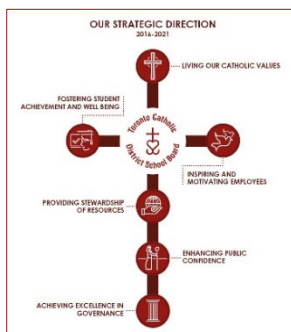 OUR STRATEGIC DIRECTION
2016-2021
LIVING OUR CATHOLIC VALUES
FOSTERING STUDENT
ACHIEVEMENT AND WELL BEING
Toronto Catholic
District School Board
INSPIRING AND
MOTIVATING EMPLOYEES
PROVIDING STEWARDSHIP
OF RESOURCES
ENHANCING PUBLIC
CONFIDENCE
ACHIEVING EXCELLENCE IN
GOVERNANCE